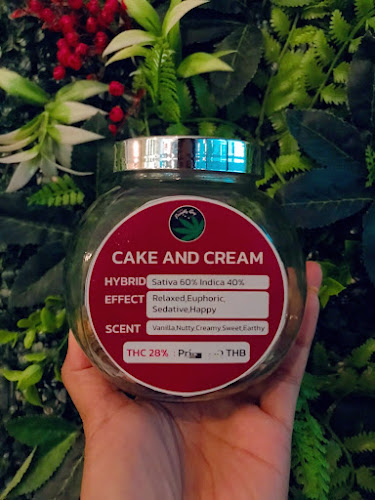 CAKE AND CREAM
HYBRID Sativa 60% Indica 40%
EFFECT Relaxed,Euphoric,
Sedative,Happy
SCENT Vanilla,Nutty,Creamy,Sweet,Earthy
THC 28% THB